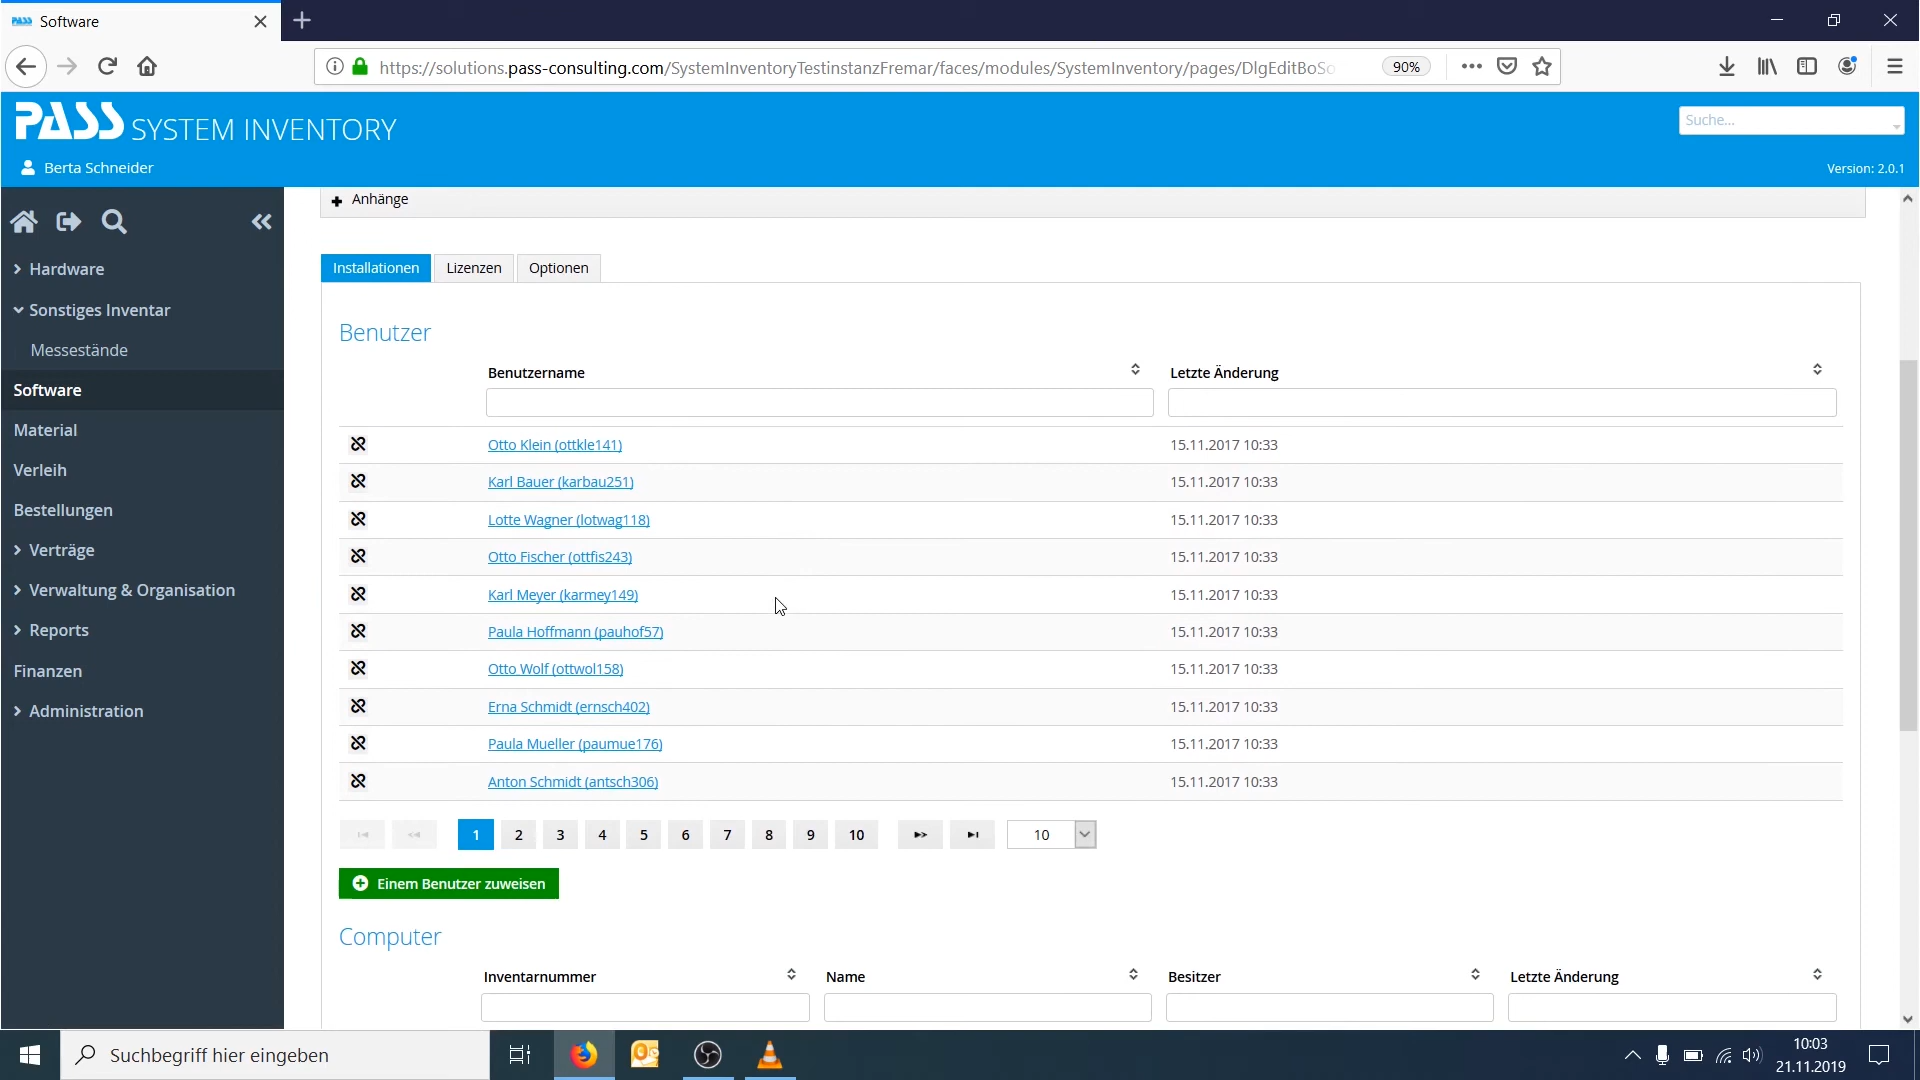 Software
https://solutions.pass-consulting.com/SystemInventoryTestinstanzFremar/faces/modules/SystemInventory/pages/DlgEditBoSo
90%
PASS SYSTEM INVENTORY
Suche...
Berta Schneider
Version: 2.0.1
Hardware
Sonstiges Inventar
Messestände
Software
Material
Verleih
Bestellungen
Verträge
Verwaltung & Organisation
Reports
Finanzen
Administration
Anhänge
Installationen Lizenzen Optionen
Benutzer
Benutzername Letzte Änderung
Otto Klein (ottkle141) 15.11.2017 10:33
Karl Bauer (karbau251) 15.11.2017 10:33
Lotte Wagner (lotwag118) 15.11.2017 10:33
Otto Fischer (ottfis243) 15.11.2017 10:33
Karl Meyer (karmey149) 15.11.2017 10:33
Paula Hoffmann (pauhof57) 15.11.2017 10:33
Otto Wolf (ottwol158) 15.11.2017 10:33
Erna Schmidt (ernsch402) 15.11.2017 10:33
Paula Mueller (paumue176) 15.11.2017 10:33
Anton Schmidt (antsch306) 15.11.2017 10:33
1 2 3 4 5 6 7 8 9 10 10
Einem Benutzer zuweisen
Computer
Inventarnummer Name Besitzer Letzte Änderung
Suchbegriff hier eingeben
10:03
21.11.2019